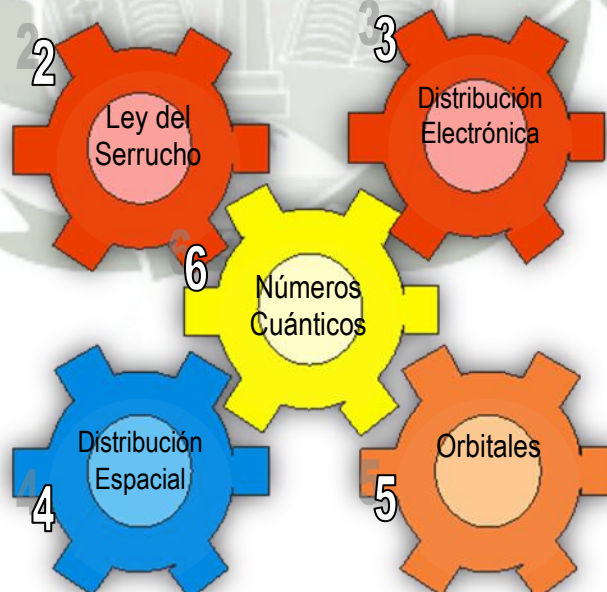 2
Ley del
Serrucho
3
Distribución
Electrónica
6
Números
Cuánticos
4
Distribución
Espacial
5
Orbitales